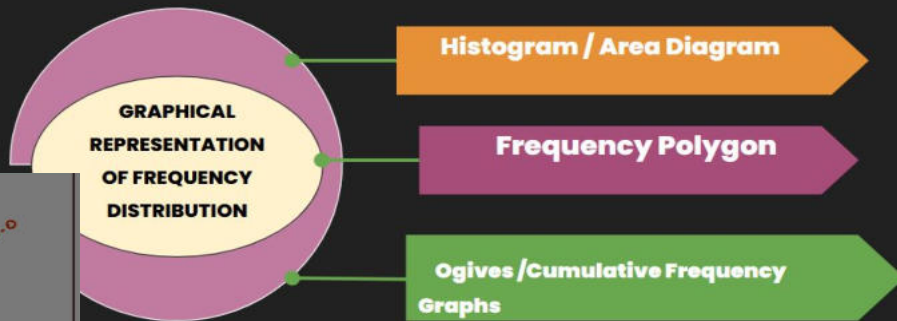 GRAPHICAL
REPRESENTATION
OF FREQUENCY
DISTRIBUTION
Histogram / Area Diagram
Frequency Polygon
Ogives /Cumulative Frequency
Graphs